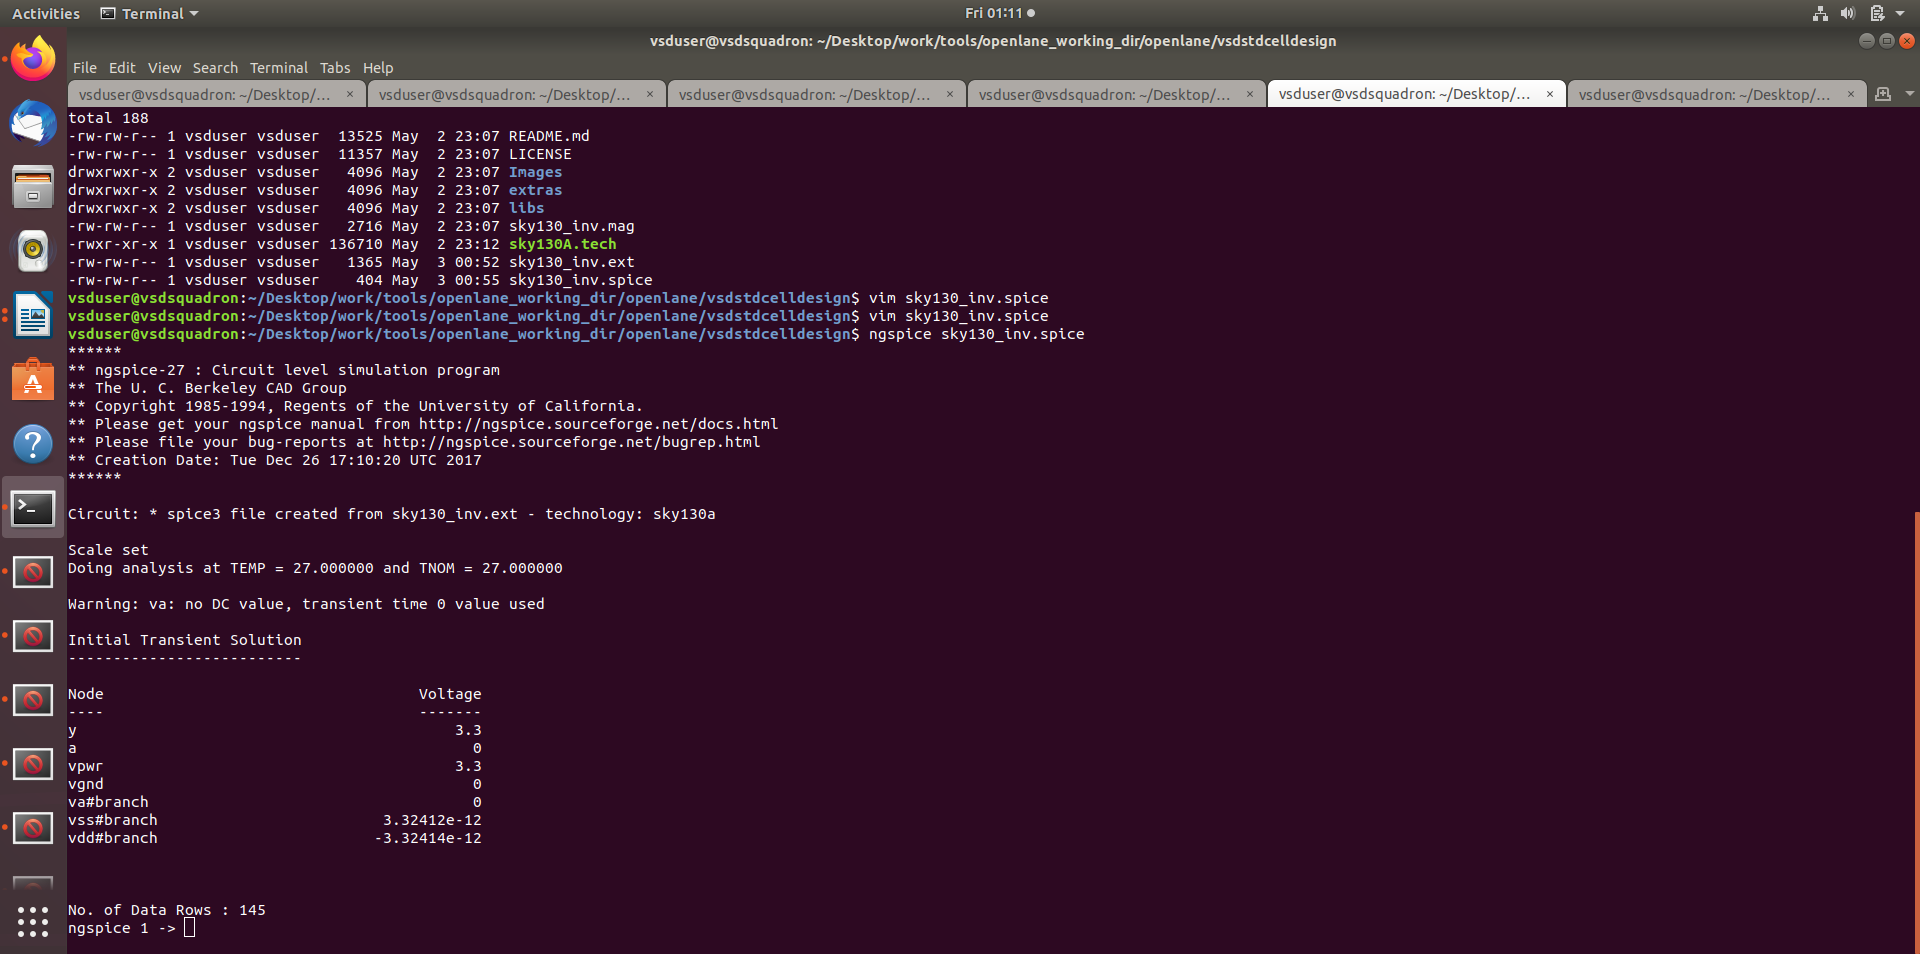 Activities Terminal Fri 01:11
vsduser@vsdsquadron: ~/Desktop/work/tools/openlane_working_dir/openlane/vsdstdcelldesign
File Edit View Search Terminal Tabs Help
vsduser@vsdsquadron: ~/Desktop/... × vsduser@vsdsquadron: ~/Desktop/... × vsduser@vsdsquadron: ~/Desktop/... × vsduser@vsdsquadron: ~/Desktop/... × vsduser@vsdsquadron: ~/Desktop/... × vsduser@vsdsquadron: ~/Desktop/... ×
total 188
-rw-rw-r-- 1 vsduser vsduser  13525 May  2 23:07 README.md
-rw-rw-r-- 1 vsduser vsduser  11357 May  2 23:07 LICENSE
drwxrwxr-x 2 vsduser vsduser   4096 May  2 23:07 Images
drwxrwxr-x 2 vsduser vsduser   4096 May  2 23:07 extras
drwxrwxr-x 2 vsduser vsduser   4096 May  2 23:07 libs
-rw-rw-r-- 1 vsduser vsduser   2716 May  2 23:07 sky130_inv.mag
-rwxr-xr-x 1 vsduser vsduser 136710 May  2 23:12 sky130A.tech
-rw-rw-r-- 1 vsduser vsduser   1365 May  3 00:52 sky130_inv.ext
-rw-rw-r-- 1 vsduser vsduser    404 May  3 00:55 sky130_inv.spice
vsduser@vsdsquadron:~/Desktop/work/tools/openlane_working_dir/openlane/vsdstdcelldesign$ vim sky130_inv.spice
vsduser@vsdsquadron:~/Desktop/work/tools/openlane_working_dir/openlane/vsdstdcelldesign$ vim sky130_inv.spice
vsduser@vsdsquadron:~/Desktop/work/tools/openlane_working_dir/openlane/vsdstdcelldesign$ ngspice sky130_inv.spice
******
** ngspice-27 : Circuit level simulation program
** The U. C. Berkeley CAD Group
** Copyright 1985-1994, Regents of the University of California.
** Please get your ngspice manual from http://ngspice.sourceforge.net/docs.html
** Please file your bug-reports at http://ngspice.sourceforge.net/bugrep.html
** Creation Date: Tue Dec 26 17:10:20 UTC 2017
******
Circuit: * spice3 file created from sky130_inv.ext - technology: sky130a
Scale set
Doing analysis at TEMP = 27.000000 and TNOM = 27.000000
Warning: va: no DC value, transient time 0 value used
Initial Transient Solution
--------------------------
Node                                   Voltage
----                                   -------
y                                          3.3
a                                            0
vpwr                                       3.3
vgnd                                         0
va#branch                                    0
vss#branch                         3.32412e-12
vdd#branch                        -3.32414e-12
No. of Data Rows : 145
ngspice 1 ->